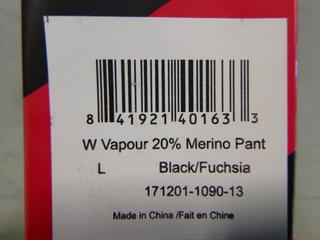 8 41921 40163 3
W Vapour 20% Merino Pant
L Black/Fuchsia
171201-1090-13
Made in China /Fait en Chine